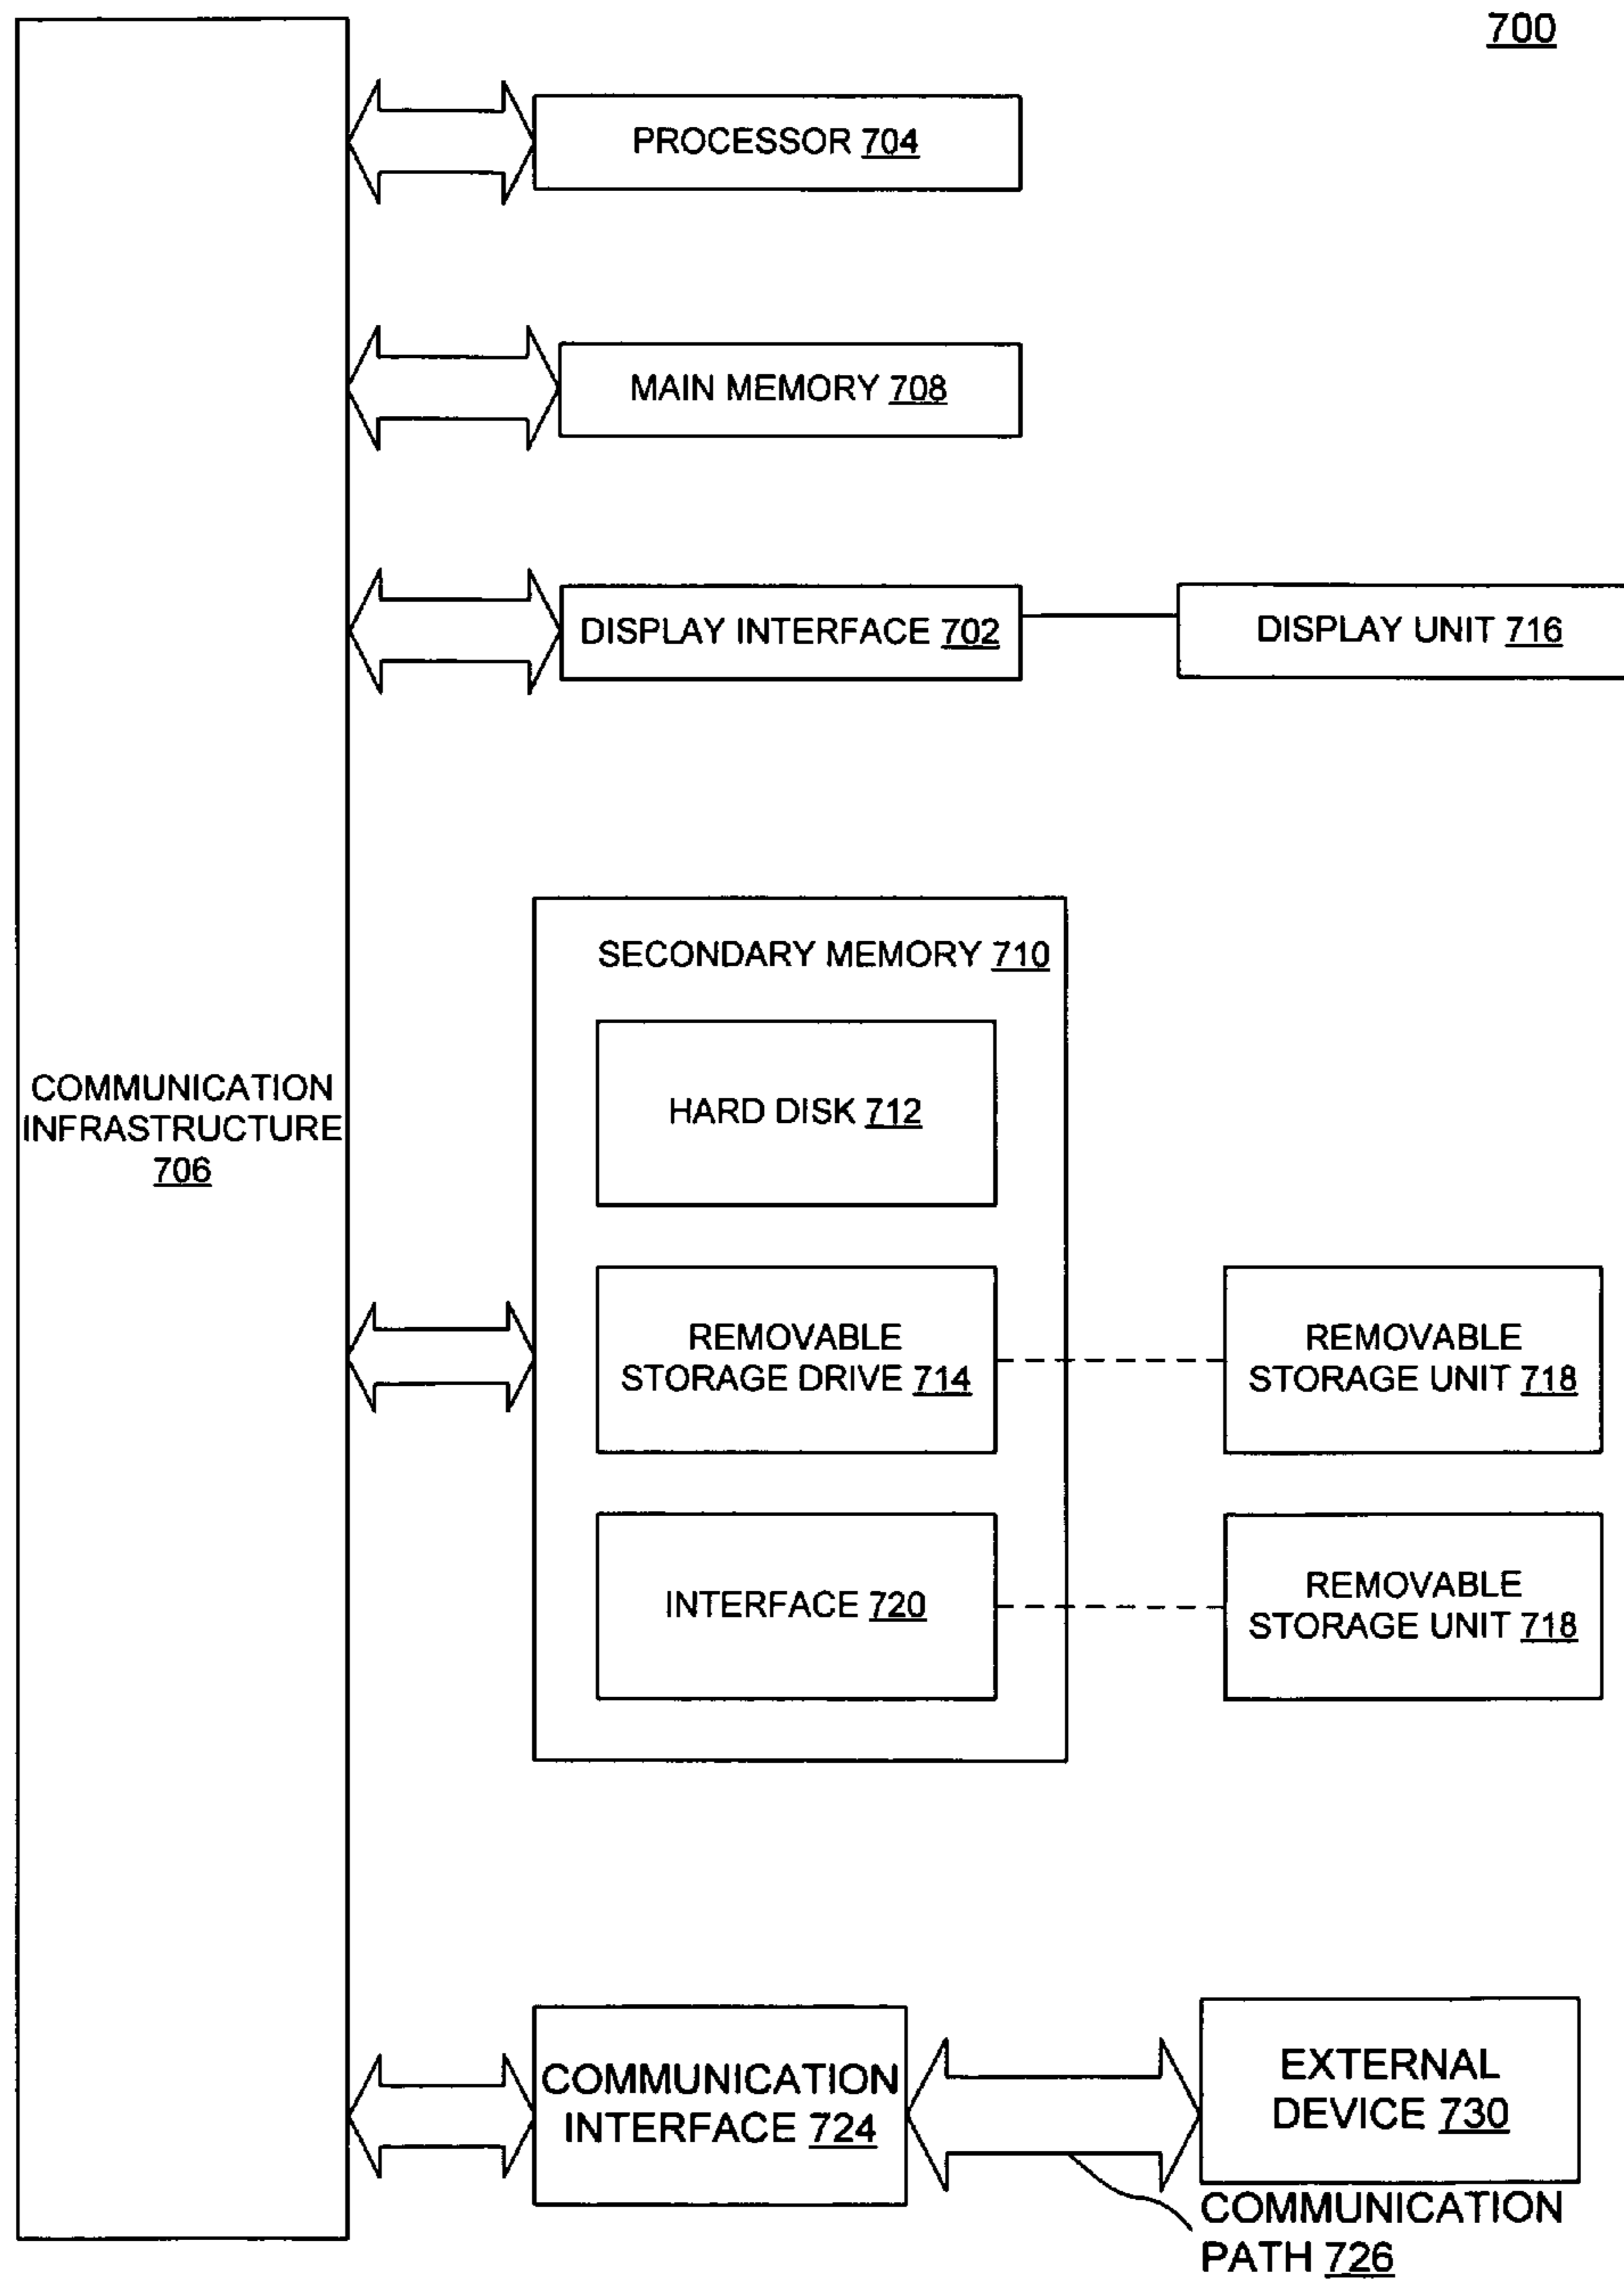 700
PROCESSOR 704
MAIN MEMORY 708
DISPLAY INTERFACE 702
DISPLAY UNIT 716
SECONDARY MEMORY 710
HARD DISK 712
COMMUNICATION
INFRASTRUCTURE
706
REMOVABLE
STORAGE DRIVE 714
REMOVABLE
STORAGE UNIT 718
INTERFACE 720
REMOVABLE
STORAGE UNIT 718
COMMUNICATION
INTERFACE 724
EXTERNAL
DEVICE 730
COMMUNICATION
PATH 726